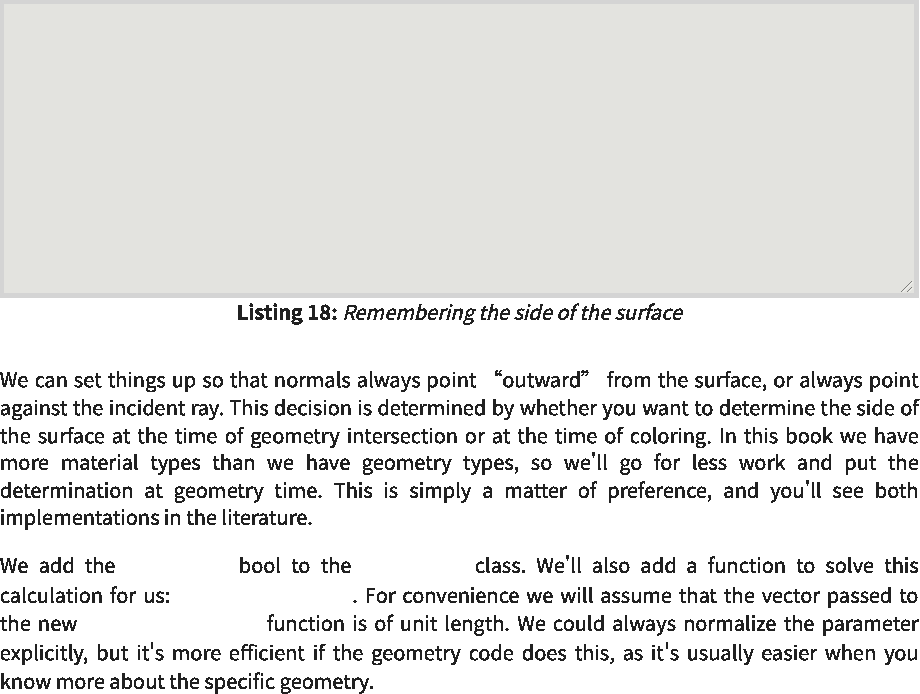 Listing 18: Remembering the side of the surface
We can set things up so that normals always point “outward” from the surface, or always point
against the incident ray. This decision is determined by whether you want to determine the side of
the surface at the time of geometry intersection or at the time of coloring. In this book we have
more material types than we have geometry types, so we'll go for less work and put the
determination at geometry time. This is simply a matter of preference, and you'll see both
implementations in the literature.
We add the bool to the class. We'll also add a function to solve this
calculation for us: . For convenience we will assume that the vector passed to
the new function is of unit length. We could always normalize the parameter
explicitly, but it's more efficient if the geometry code does this, as it's usually easier when you
know more about the specific geometry.